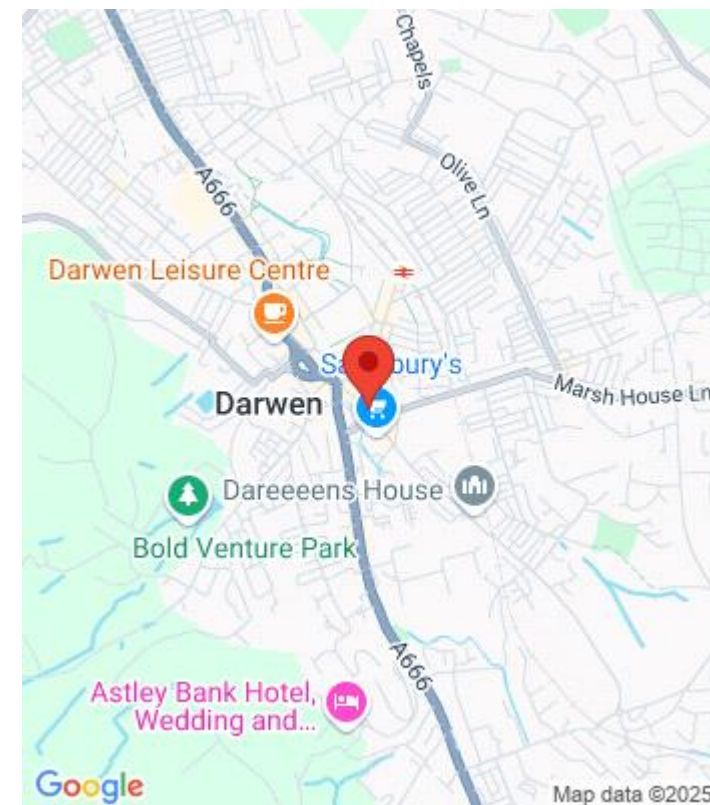 Chapels
Olive Ln
A666
Darwen Leisure Centre
Marsh House Ln
Darwen
Dareeeens House
Bold Venture Park
A666
Astley Bank Hotel,
Wedding and...
Google
Map data ©2025